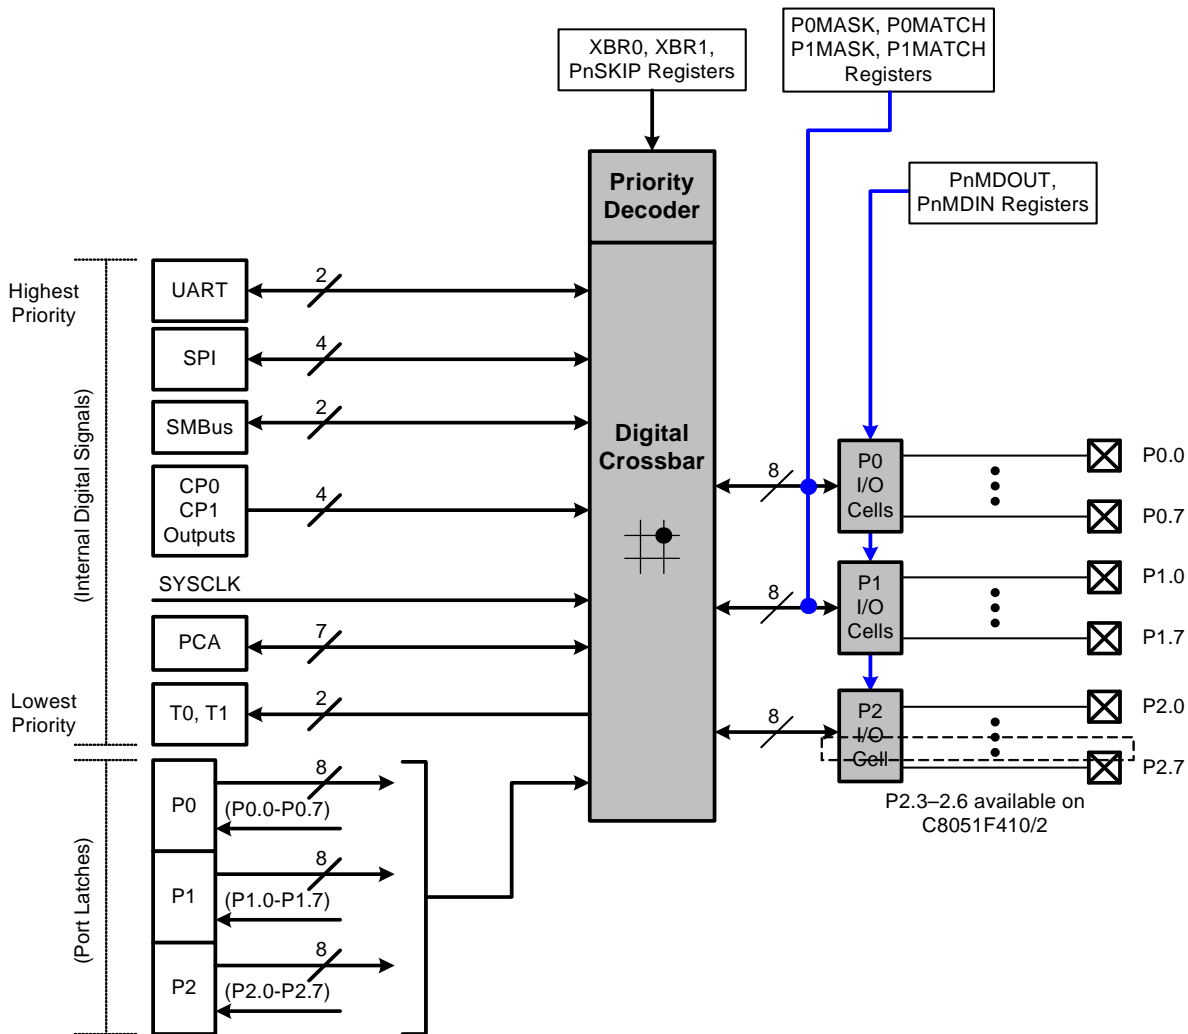 XBR0, XBR1,
PnSKIP Registers
P0MASK, P0MATCH
P1MASK, P1MATCH
Registers
PnMDOUT,
PnMDIN Registers
Priority
Decoder
Digital
Crossbar
Highest
Priority
(Internal Digital Signals)
Lowest
Priority
UART
2
SPI
4
SMBus
2
CP0
CP1
Outputs
4
SYSCLK
PCA
7
T0, T1
2
(Port Latches)
P0
8
(P0.0-P0.7)
P1
8
(P1.0-P1.7)
P2
8
(P2.0-P2.7)
8
P0
I/O
Cells
P0.0
P0.7
8
P1
I/O
Cells
P1.0
P1.7
8
P2
I/O
Cell
P2.0
P2.7
P2.3–2.6 available on
C8051F410/2